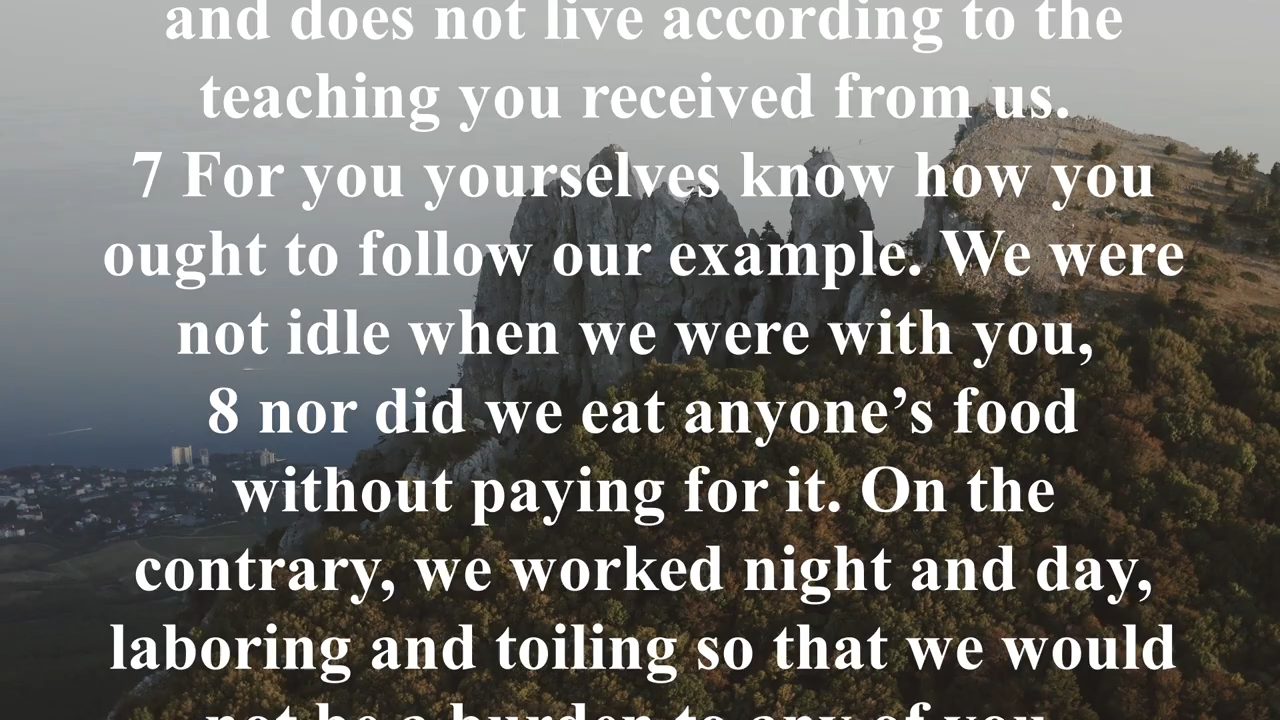 and does not live according to the
teaching you received from us.
7 For you yourselves know how you
ought to follow our example. We were
not idle when we were with you,
8 nor did we eat anyone’s food
without paying for it. On the
contrary, we worked night and day,
laboring and toiling so that we would
not be a burden to any of you.